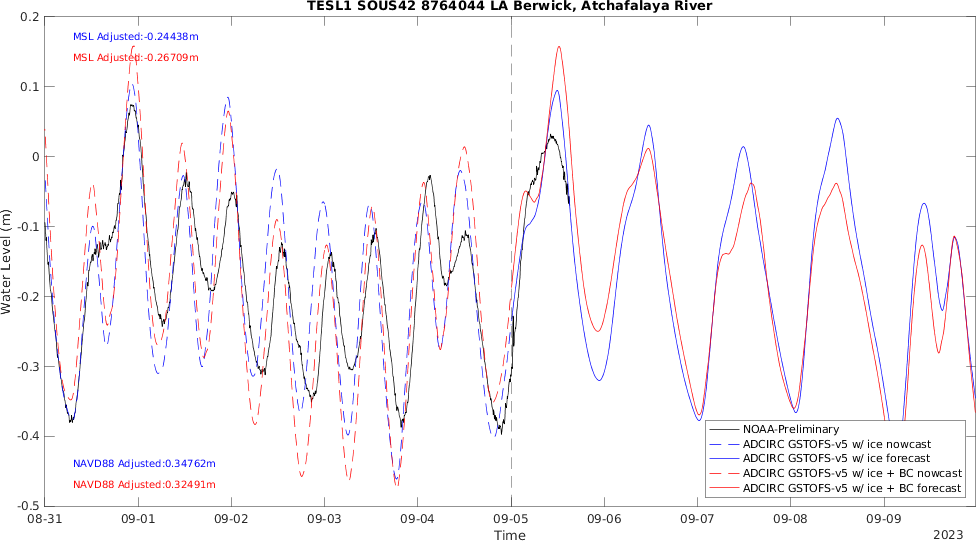 TESL1 SOUS42 8764044 LA Berwick, Atchafalaya River
MSL Adjusted:-0.24438m
MSL Adjusted:-0.26709m
NAVD88 Adjusted:0.34762m
NAVD88 Adjusted:0.32491m
Water Level (m)
0.2
0.1
0
-0.1
-0.2
-0.3
-0.4
-0.5
NOAA-Preliminary
ADCIRC GSTOFS-v5 w/ ice nowcast
ADCIRC GSTOFS-v5 w/ ice forecast
ADCIRC GSTOFS-v5 w/ ice + BC nowcast
ADCIRC GSTOFS-v5 w/ ice + BC forecast
08-31 09-01 09-02 09-03 09-04 09-05 09-06 09-07 09-08 09-09
Time
2023